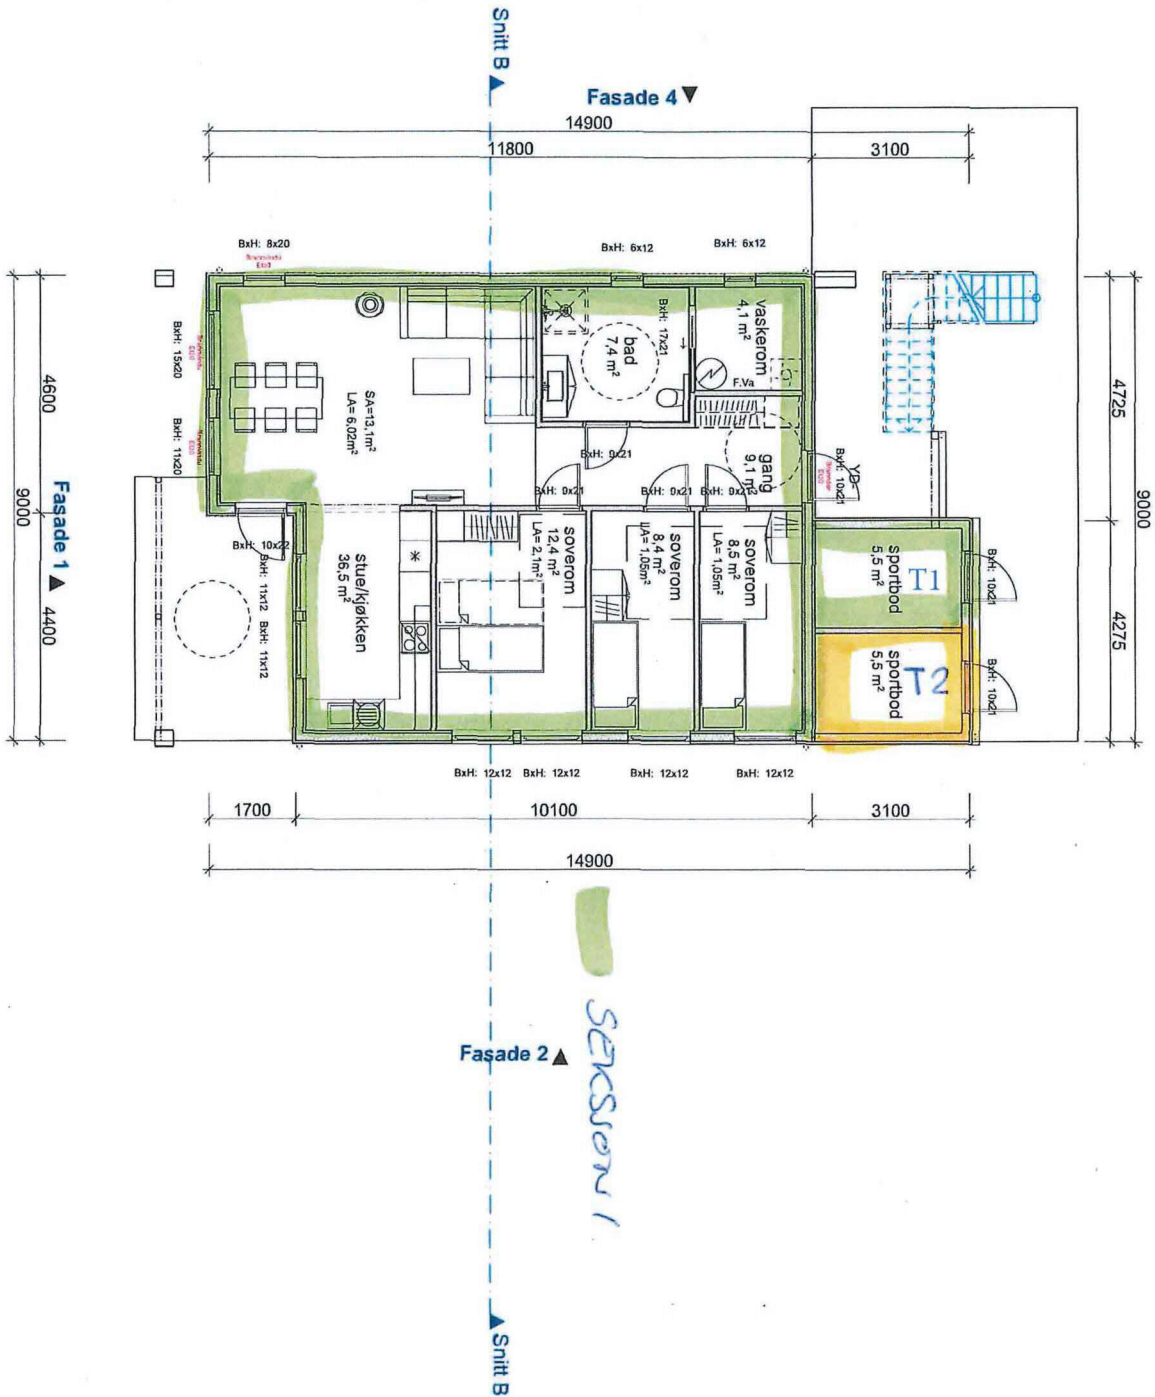 Snitt B
Fasade 4
14900
11800
3100
BxH: 8x20
BxH: 6x12
BxH: 6x12
4600
4400
9000
Fasade 1
BxH: 15x20
BxH: 11x20
BxH: 10x22
BxH: 11x12
BxH: 11x12
SA=13,1m²
LA= 6,02m²
stue/kjøkken
36,5 m²
bad
7,4 m²
BxH: 17x21
vaskerom
4,1 m²
F.Va
gang
9,1 m²
BxH: 9x21
BxH: 9x21
BxH: 9x21
BxH: 9x21
YD-
BxH: 10x21
soverom
12,4 m²
LA= 2,1m²
soverom
8,4 m²
LA= 1,05m²
soverom
8,5 m²
LA= 1,05m²
sportbod
5,5 m²
T1
sportbod
5,5 m²
T2
BxH: 10x21
BxH: 10x21
4725
4275
9000
BxH: 12x12
BxH: 12x12
BxH: 12x12
BxH: 12x12
1700
10100
3100
14900
SEKSJON 1
Fasade 2
Snitt B